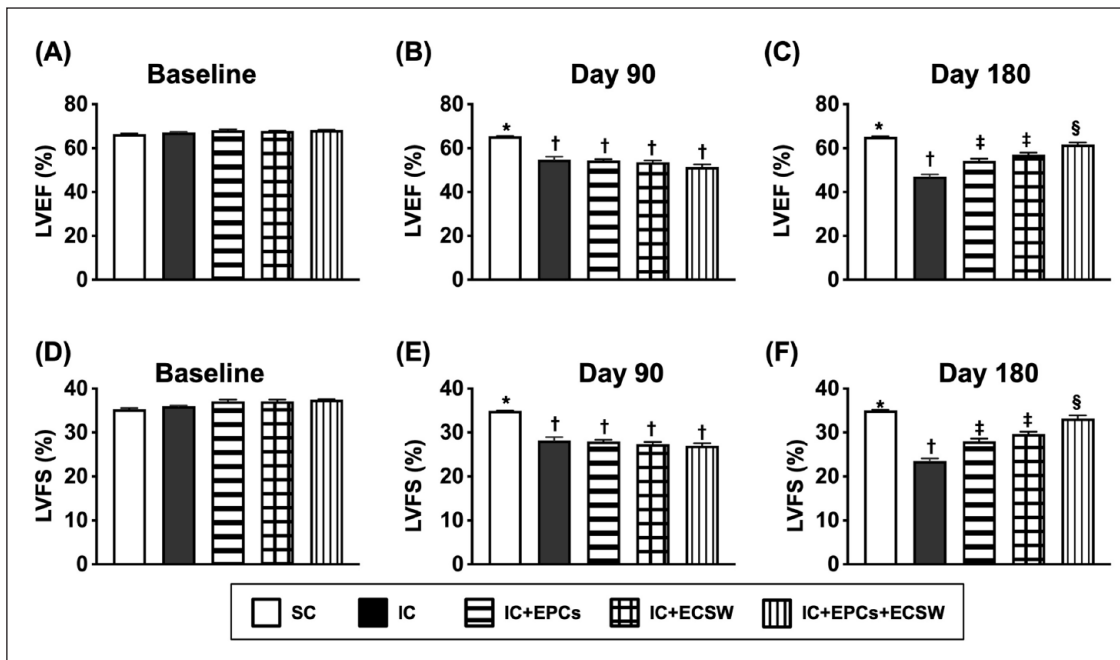 (A)
Baseline
LVEF (%)
80
60
40
20
0
(B)
Day 90
LVEF (%)
80
60
40
20
0
*
†
†
†
†
(C)
Day 180
LVEF (%)
80
60
40
20
0
*
†
‡
‡
§
(D)
Baseline
LVFS (%)
40
30
20
10
0
(E)
Day 90
LVFS (%)
40
30
20
10
0
*
†
†
†
†
(F)
Day 180
LVFS (%)
40
30
20
10
0
*
†
‡
‡
§
SC IC IC+EPCs IC+ECSW IC+EPCs+ECSW